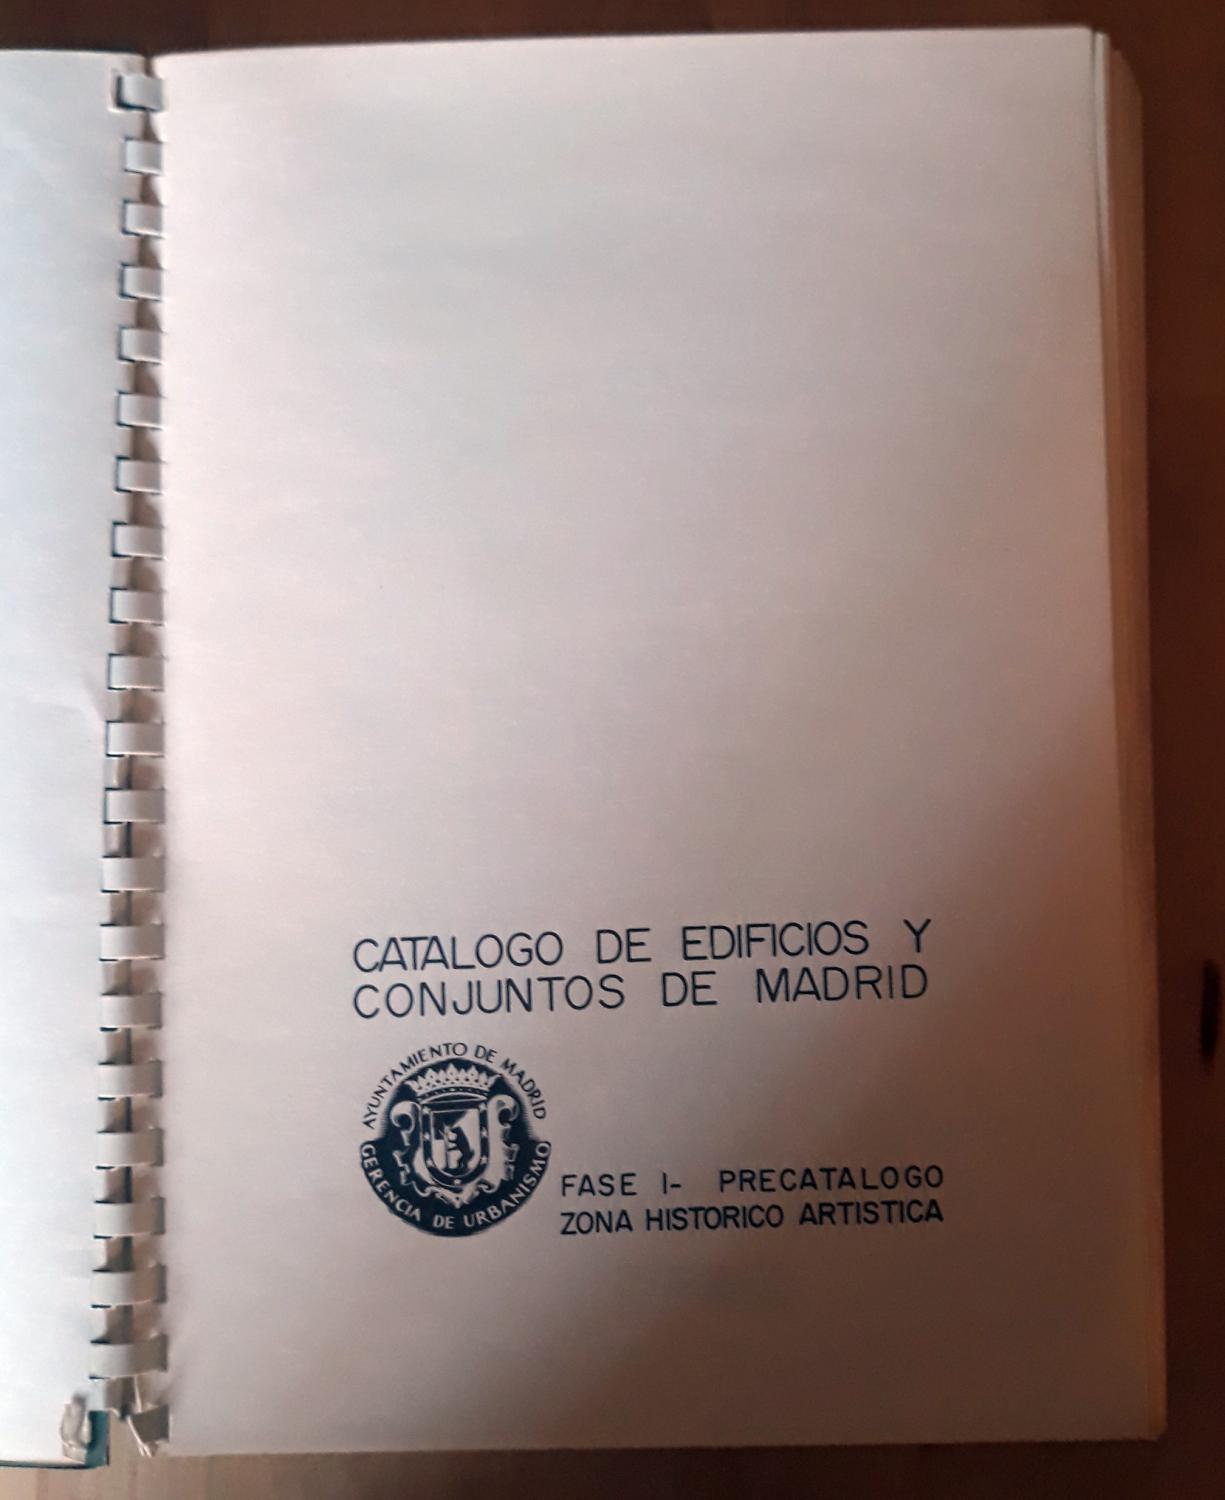 CATALOGO DE EDIFICIOS Y
CONJUNTOS DE MADRID
AYUNTAMIENTO DE MADRID
GERENCIA DE URBANISMO
FASE I- PRECATALOGO
ZONA HISTORICO ARTISTICA